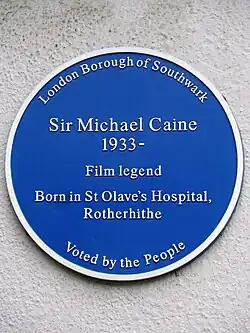 London Borough of Southwark
Sir Michael Caine
1933-
Film legend
Born in St Olave's Hospital,
Rotherhithe
Voted by the People